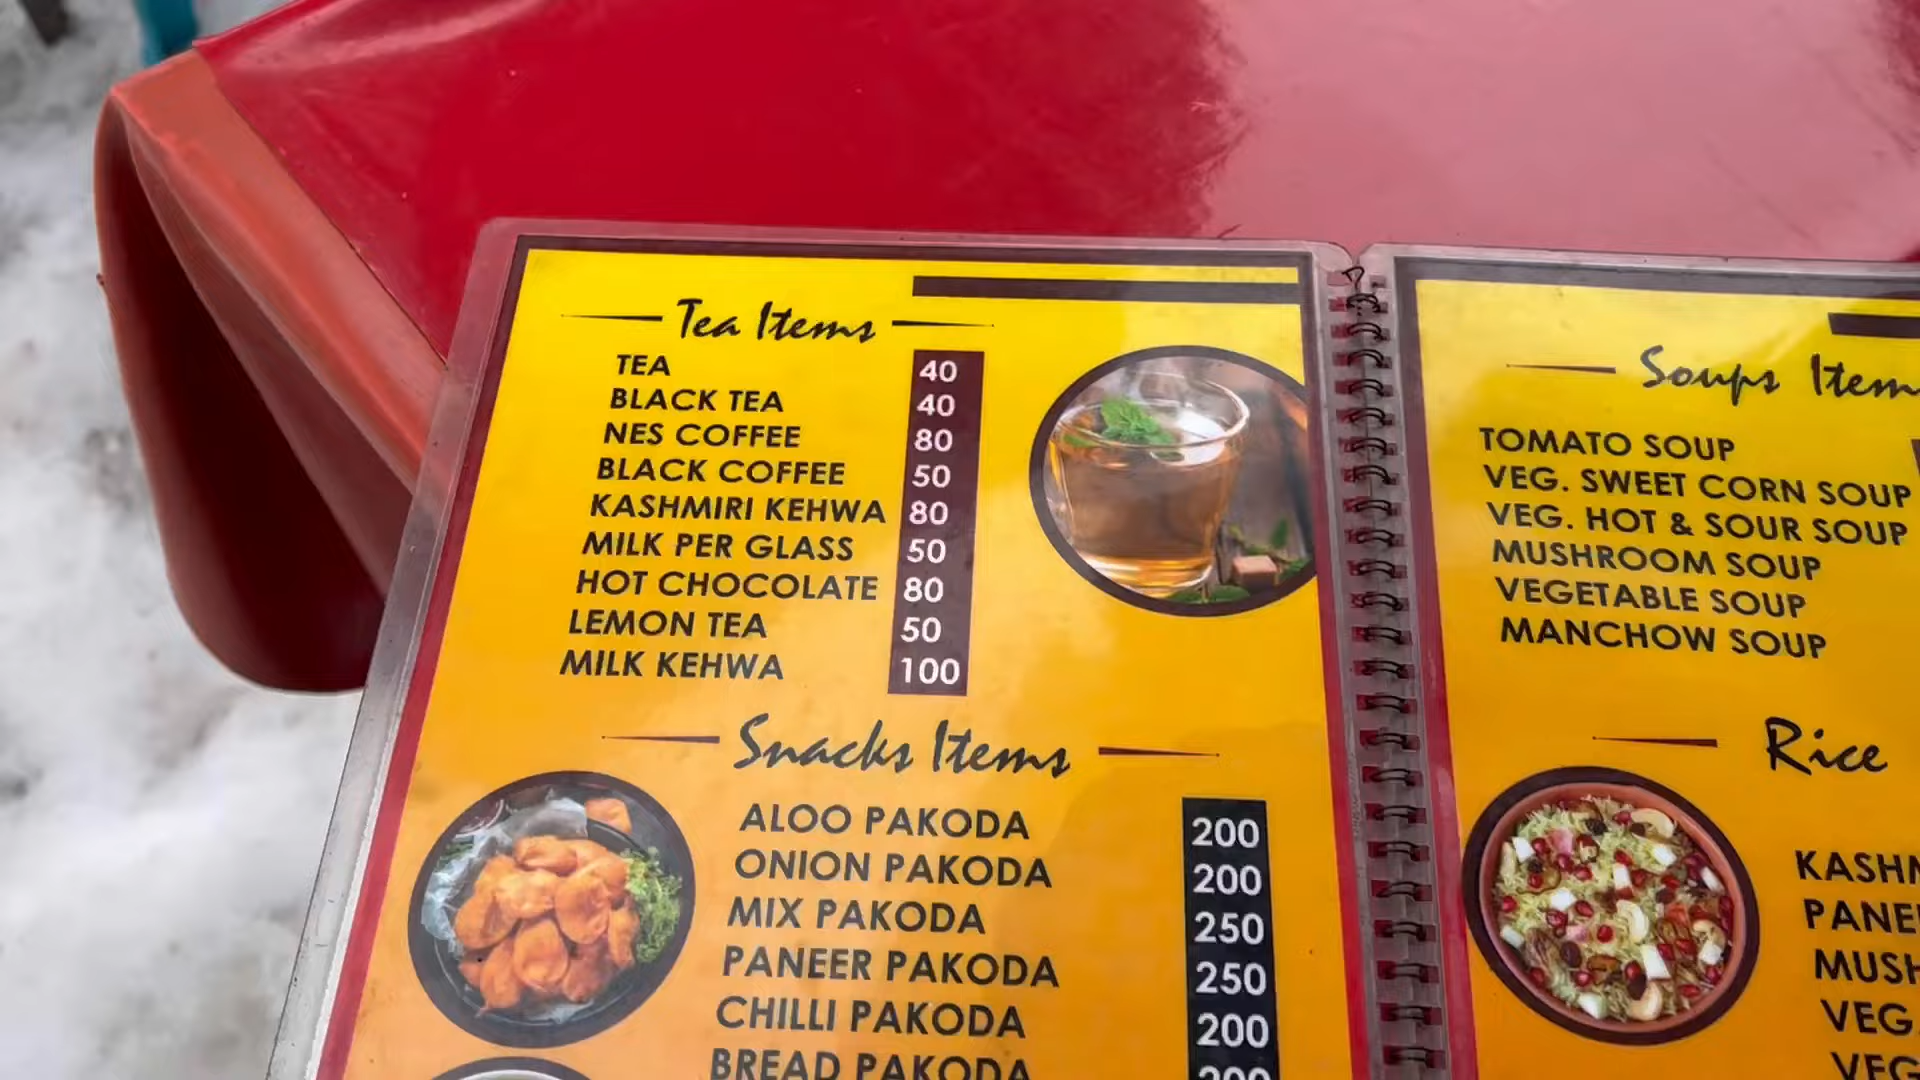 Tea Items
TEA 40
BLACK TEA 40
NES COFFEE 80
BLACK COFFEE 50
KASHMIRI KEHWA 80
MILK PER GLASS 50
HOT CHOCOLATE 80
LEMON TEA 50
MILK KEHWA 100
Snacks Items
ALOO PAKODA 200
ONION PAKODA 200
MIX PAKODA 250
PANEER PAKODA 250
CHILLI PAKODA 200
BREAD PAKODA 200
Soups
TOMATO SOUP
VEG. SWEET CORN SOUP
VEG. HOT & SOUR SOUP
MUSHROOM SOUP
VEGETABLE SOUP
MANCHOW SOUP
Rice
VEG
VEG